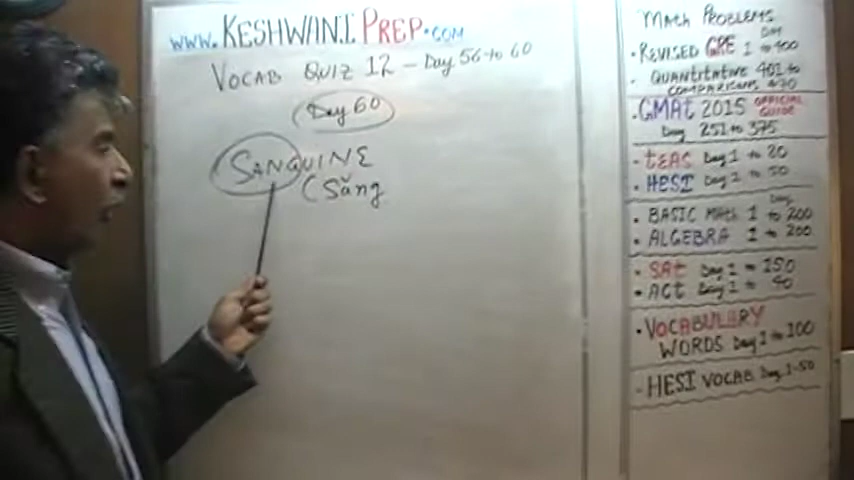 www.KESHWANI PREP.COM
VOCAB QUIZ 12 - Day 56 to 60
Day 60
SANGUINE
(Săng
MATH PROBLEMS
• REVISED GRE Day 1 to 400
• QUANTITATIVE 401 to
COMPARISONS 470
• GMAT 2015 OFFICIAL GUIDE
Day 251 to 375
- TEAS Day 1 to 20
- HESI Day 1 to 50
• BASIC MATH Day 1 to 200
• ALGEBRA 1 to 200
• SAT Day 1 to 150
• ACT Day 1 to 40
• VOCABULARY
WORDS Day 1 to 100
- HESI VOCAB Day 1-50